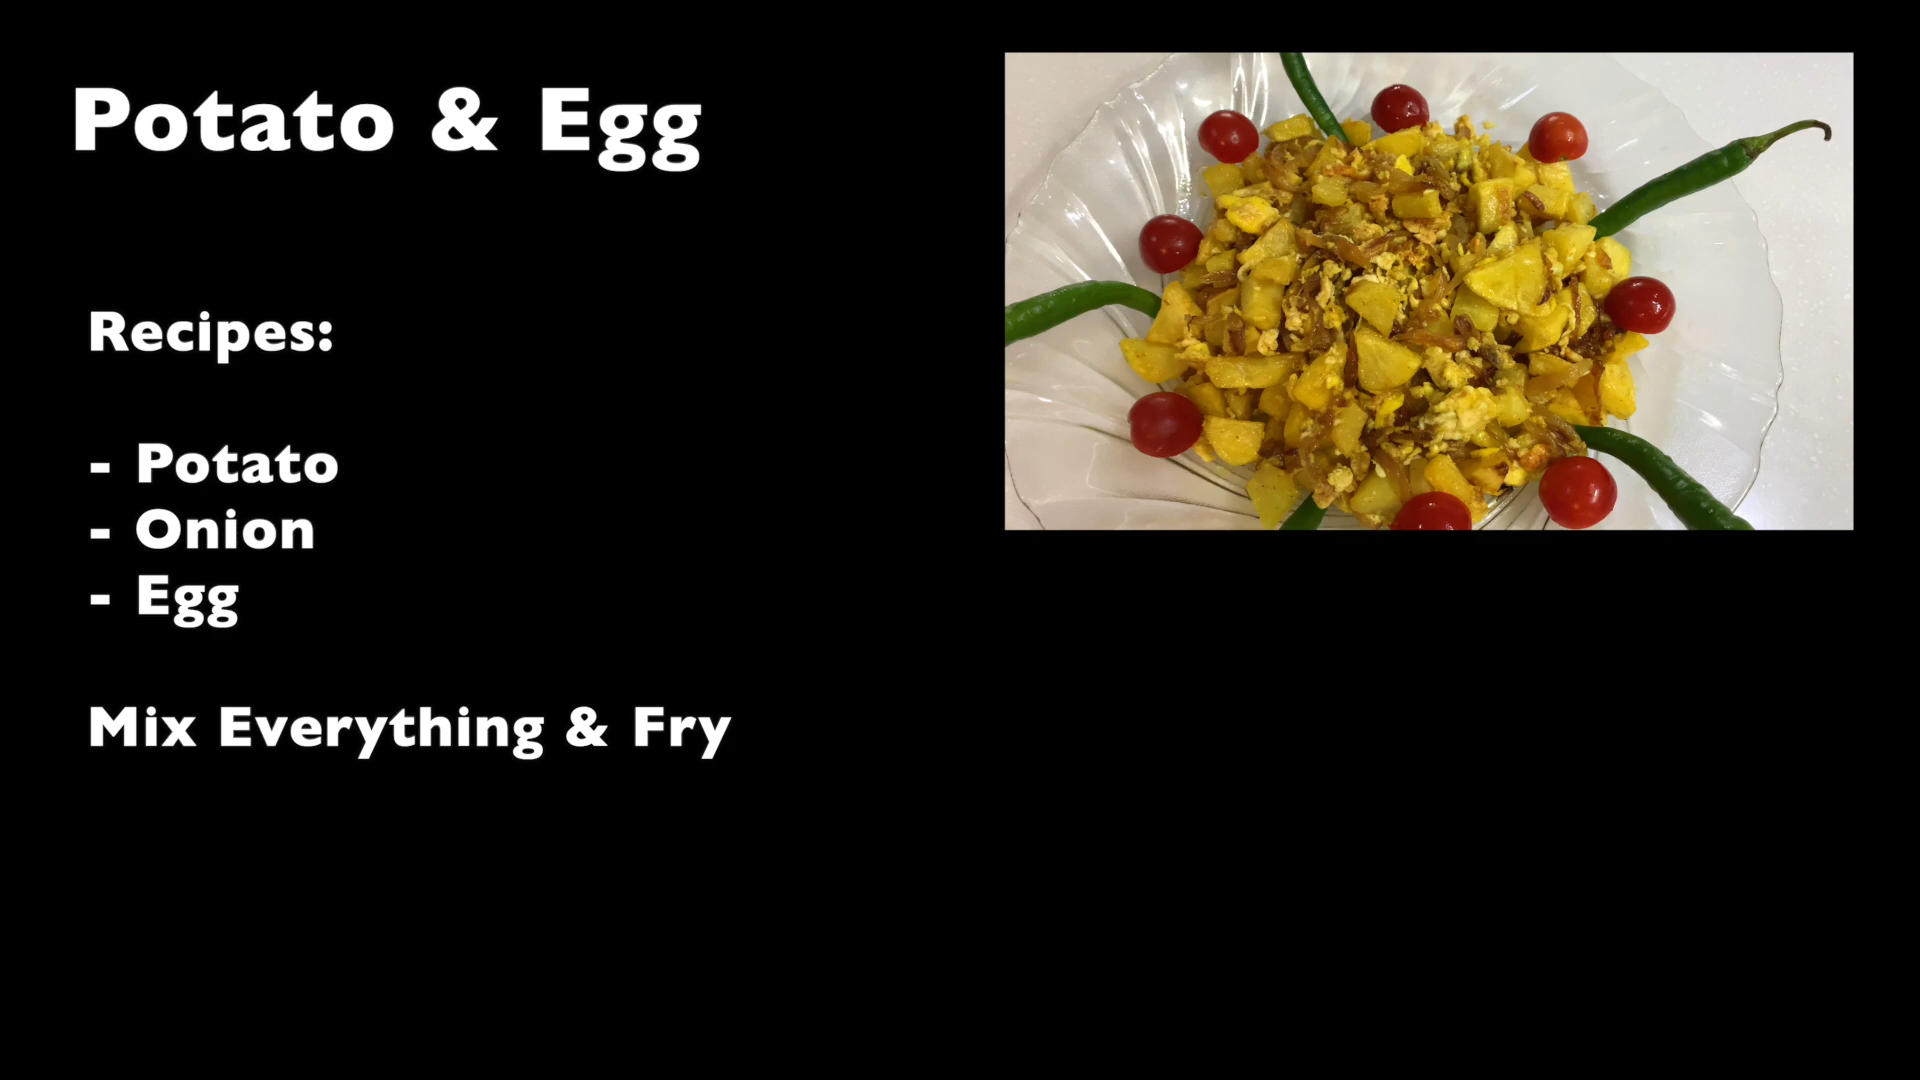 Potato & Egg
Recipes:
- Potato
- Onion
- Egg
Mix Everything & Fry